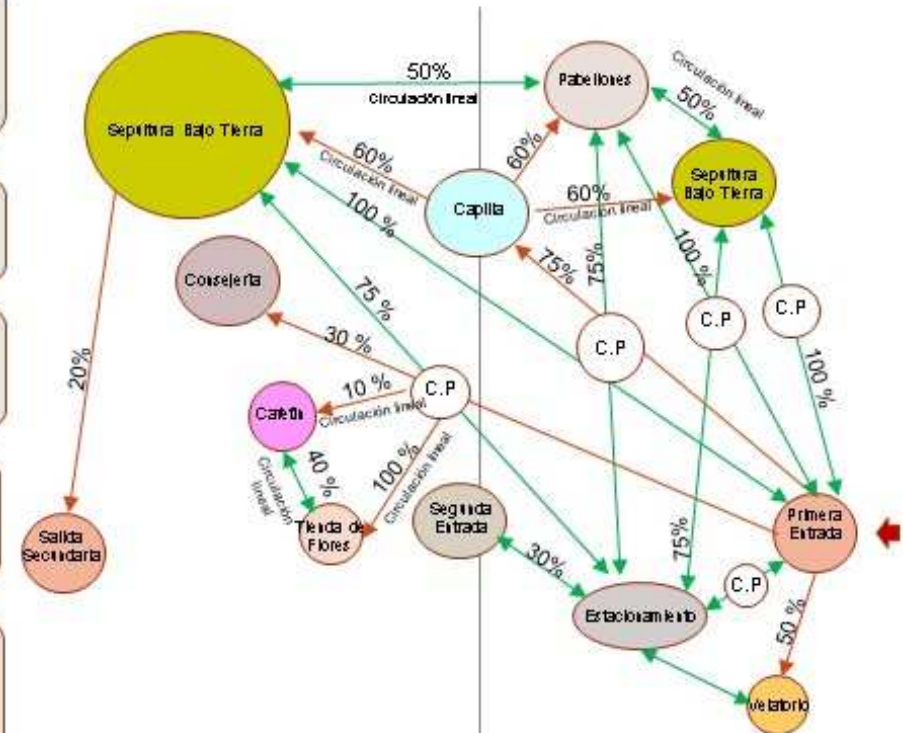 50%
Circulación lineal
Pabellones
Circulación lineal
50%
Sepultura Bajo Tierra
60%
Circulación lineal
60%
Capilla
60%
Circulación lineal
Sepultura
Bajo Tierra
100 %
75%
75%
100 %
Consejería
75 %
30 %
C.P
C.P
C.P
C.P
100 %
20%
10 %
Circulación lineal
Cafetín
40 %
Circulación
lineal
100 %
Circulación lineal
Tienda de
Flores
Segunda
Entrada
30%
75%
Primera
Entrada
Salida
Secundaria
C.P
Estacionamiento
50 %
Velatorio